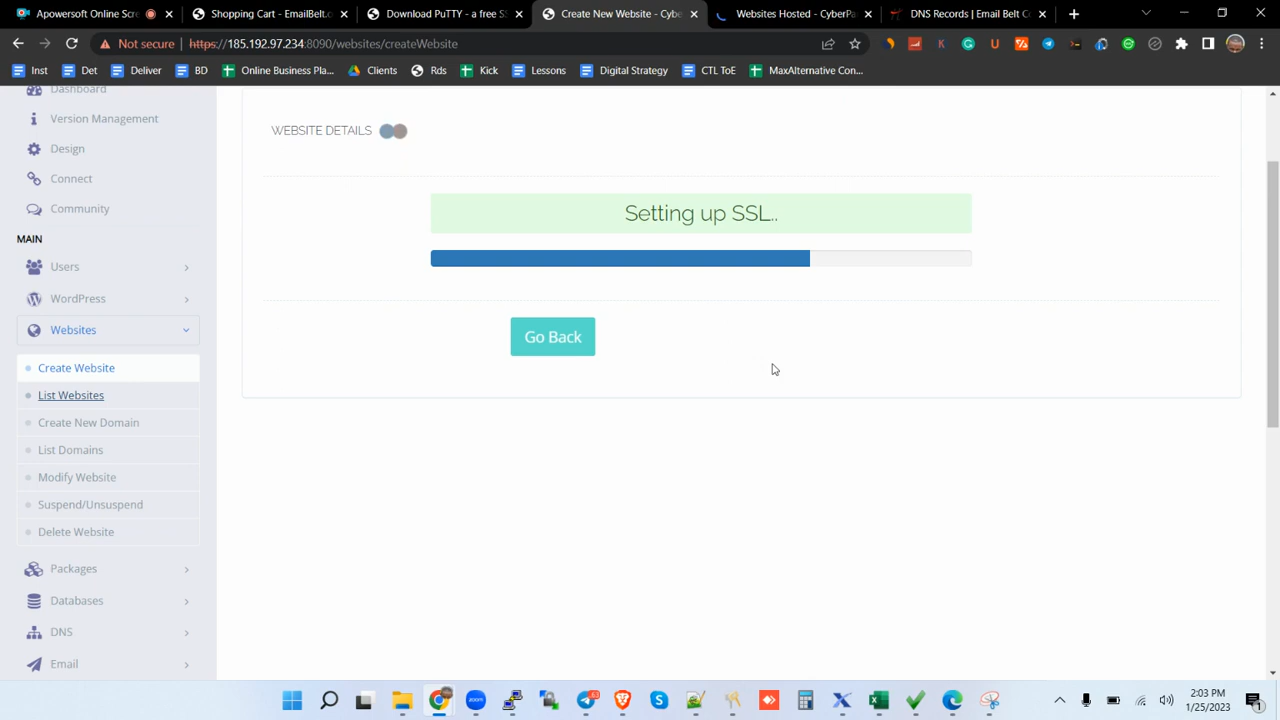 Apowersoft Online Scre
Shopping Cart - EmailBelt.o
Download PuTTY - a free SS
Create New Website - Cyber
Websites Hosted - CyberPa
DNS Records | Email Belt Co
Not secure
https://185.192.97.234:8090/websites/createWebsite
Inst
Det
Deliver
BD
Online Business Pla...
Clients
Rds
Kick
Lessons
Digital Strategy
CTL ToE
MaxAlternative Con...
Dashboard
Version Management
Design
Connect
Community
MAIN
Users
WordPress
Websites
Create Website
List Websites
Create New Domain
List Domains
Modify Website
Suspend/Unsuspend
Delete Website
Packages
Databases
DNS
Email
WEBSITE DETAILS
Setting up SSL..
Go Back
2:03 PM
1/25/2023